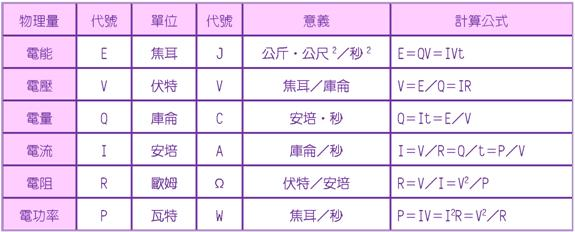 物理量 代號 單位 代號 意義 計算公式
電能 E 焦耳 J 公斤・公尺²／秒² E＝QV＝IVt
電壓 V 伏特 V 焦耳／庫侖 V＝E／Q＝IR
電量 Q 庫侖 C 安培・秒 Q＝It＝E／V
電流 I 安培 A 庫侖／秒 I＝V／R＝Q／t＝P／V
電阻 R 歐姆 Ω 伏特／安培 R＝V／I＝V²／P
電功率 P 瓦特 W 焦耳／秒 P＝IV＝I²R＝V²／R